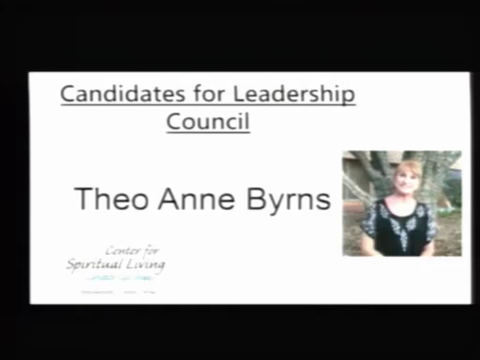 Candidates for Leadership
Council
Theo Anne Byrns
Center for
Spiritual Living